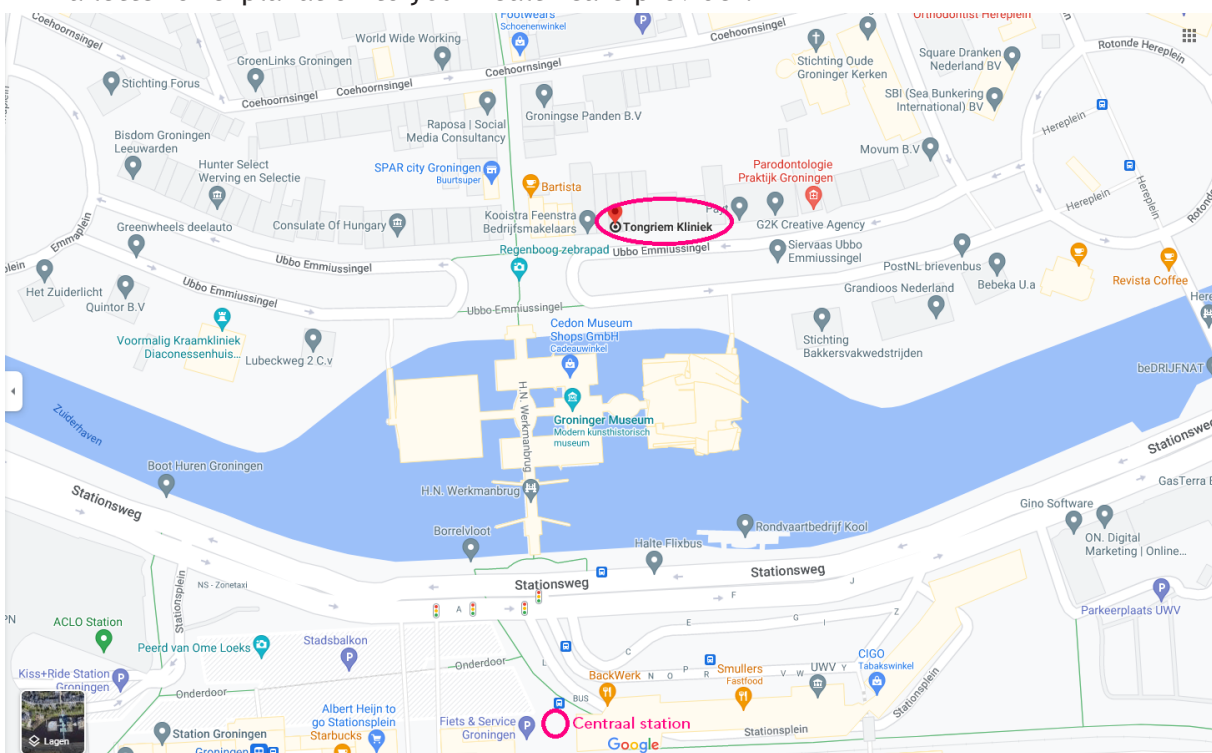 Footwears
Schoenenwinkel
P
Orthodontist Hereplein
Coehoornsingel
World Wide Working
Coehoornsingel
Stichting Oude
Groninger Kerken
Square Dranken
Nederland BV
Rotonde Hereplein
GroenLinks Groningen
Stichting Forus
Coehoornsingel
Coehoornsingel
Coehoornsingel
SBI (Sea Bunkering
International) BV
Groningse Panden B.V
Raposa | Social
Media Consultancy
Hereplein
Bisdom Groningen
Leeuwarden
Movum B.V
Hunter Select
Werving en Selectie
SPAR city Groningen
Buurtsuper
Parodontologie
Praktijk Groningen
Bartista
Hereplein
Hereplein
Emmaplein
Greenwheels deelauto
Consulate Of Hungary
Kooistra Feenstra
Bedrijfsmakelaars
Tongriem Kliniek
G2K Creative Agency
Rotond
Regenboog-zebrapad
Ubbo Emmiussingel
Siervaas Ubbo
Emmiussingel
Ubbo Emmiussingel
plein
PostNL brievenbus
Bebeka U.a
Revista Coffee
Het Zuiderlicht
Quintor B.V
Ubbo Emmiussingel
Grandioos Nederland
Here
Ubbo Emmiussingel
Voormalig Kraamkliniek
Diaconessenhuis...
Lubeckweg 2 C.v
Cedon Museum
Shops GmbH
Cadeauwinkel
Stichting
Bakkersvakwedstrijden
beDRIJFNAT
H.N. Werkmanbrug
Zuiderhaven
Groninger Museum
Modern kunsthistorisch
museum
Stationsweg
Boot Huren Groningen
Stationsweg
H.N. Werkmanbrug
GasTerra
Gino Software
Borrelvloot
Rondvaartbedrijf Kool
ON. Digital
Marketing | Online...
Halte Flixbus
Stationsweg
Stationsweg
NS - Zonetaxi
Stationsplein
J
A
F
P
Parkeerplaats UWV
PN
ACLO Station
E
G
I
Z
Peerd van Ome Loeks
Stadsbalkon
P
Onderdoor
L
C
CIGO
Tabakswinkel
Kiss+Ride Station
Groningen
P
BackWerk
N O P R
Smullers
Fastfood
V W
UWV
Y
Onderdoor
BUS
Stationsplein
Albert Heijn to
go Stationsplein
Starbucks
Fiets & Service
Groningen
P
Centraal station
Stationsplein
Lagen
Station Groningen
Groningen
Google